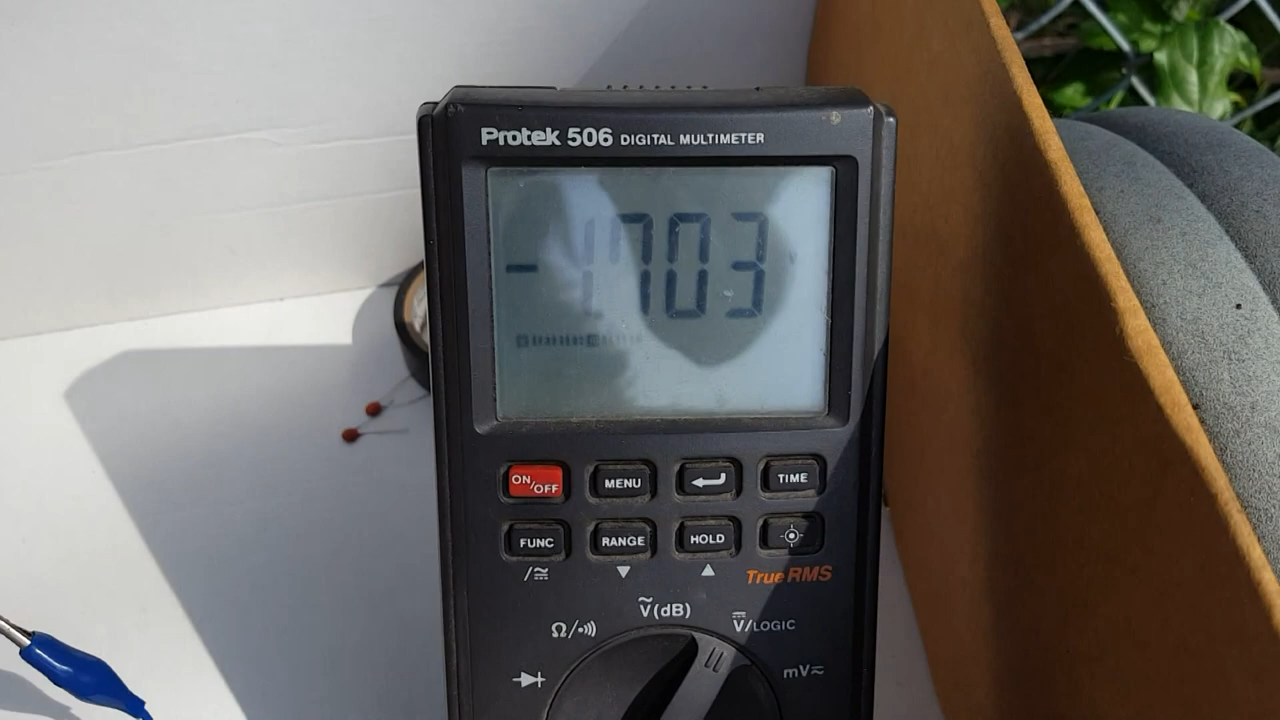 Protek 506 DIGITAL MULTIMETER
-1703
ON/OFF MENU TIME
FUNC RANGE HOLD
True RMS
V(dB)
Ω/ V/LOGIC
mV